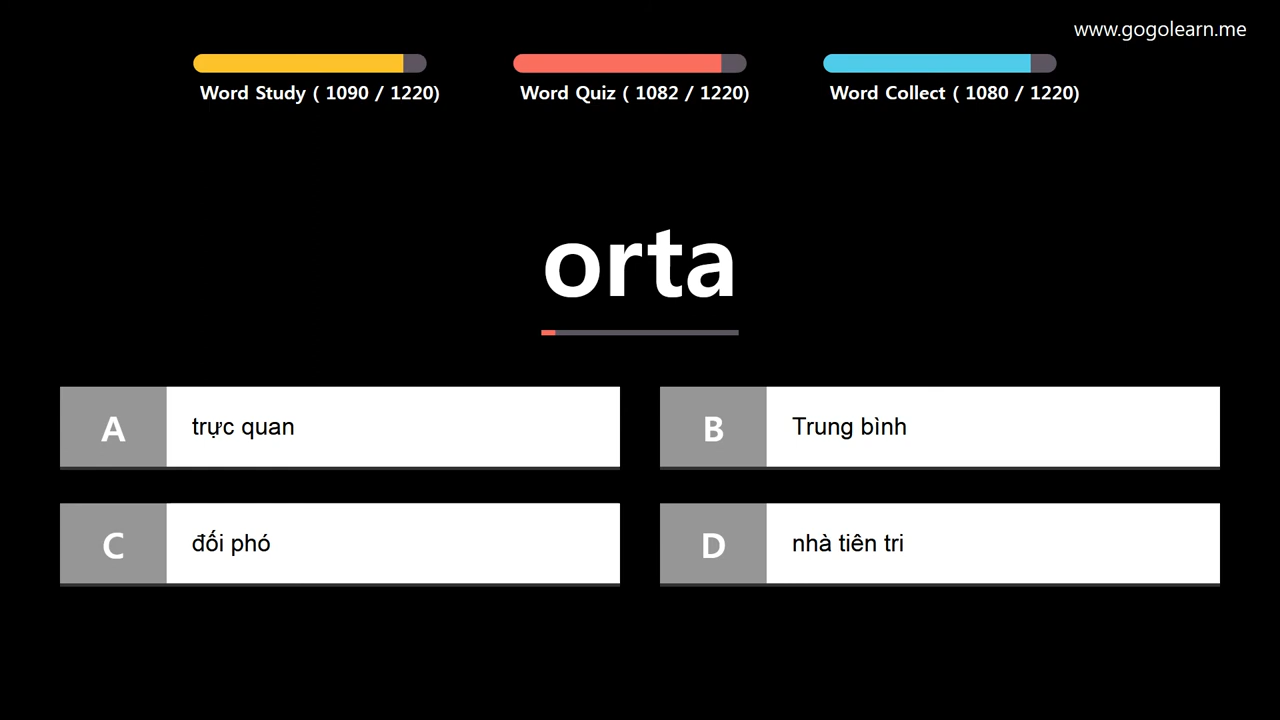 www.gogolearn.me
Word Study ( 1090 / 1220)
Word Quiz ( 1082 / 1220)
Word Collect ( 1080 / 1220)
orta
A
trực quan
B
Trung bình
C
đối phó
D
nhà tiên tri